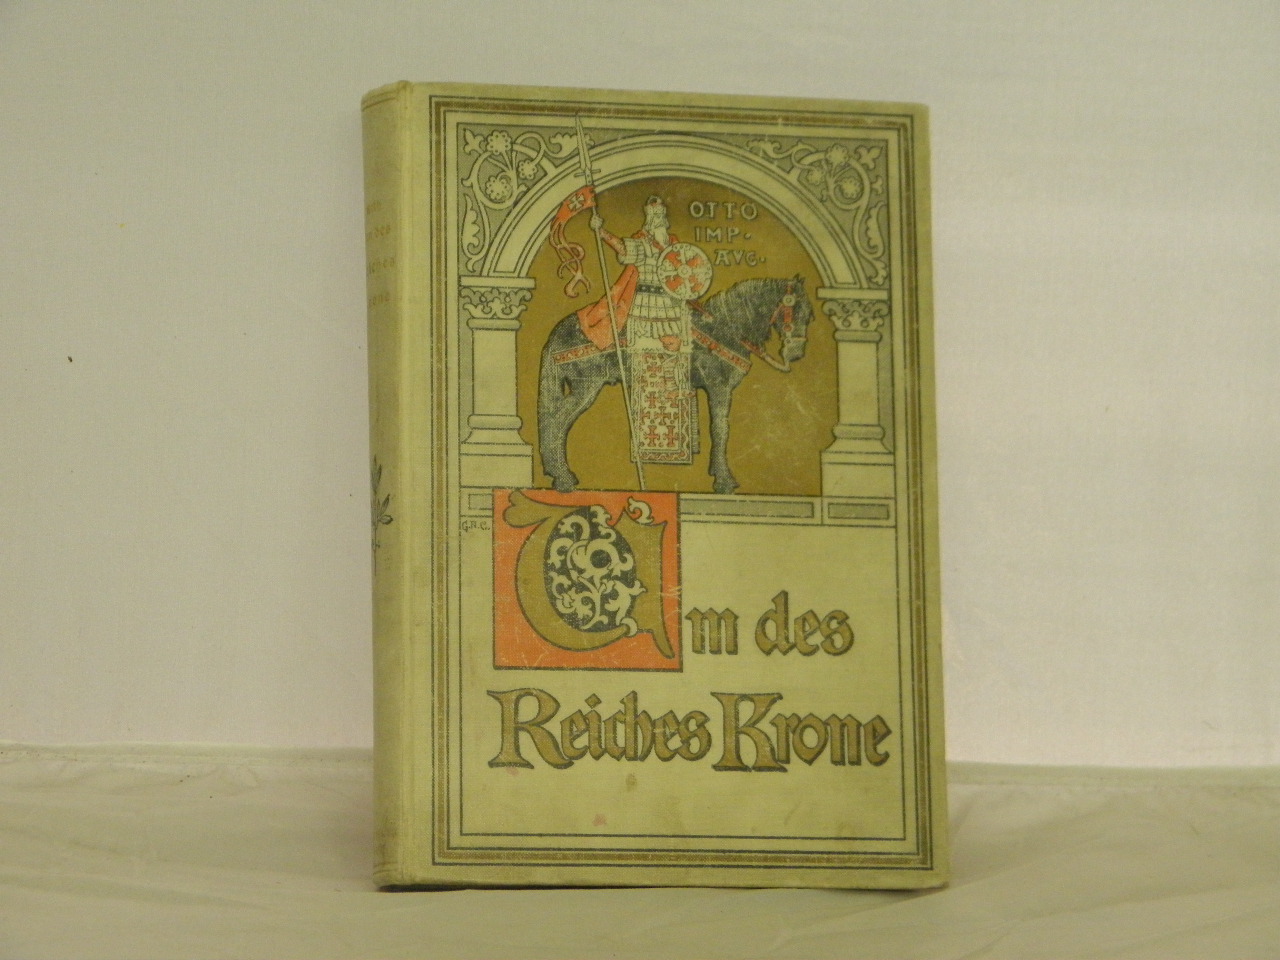 OTTO
IMP.
AVG.
Um des
Reiches Krone